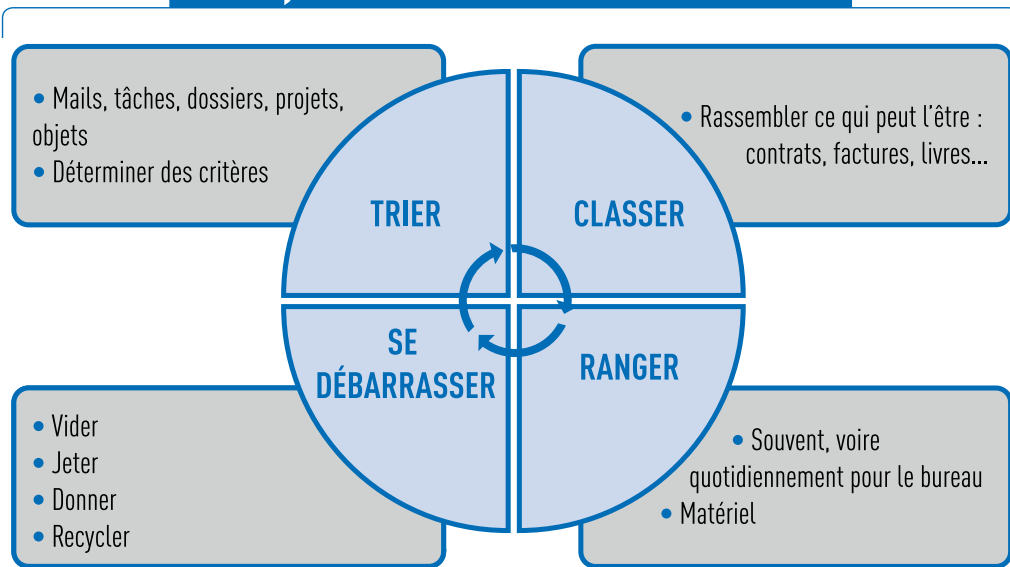 • Mails, tâches, dossiers, projets,
objets
• Déterminer des critères
TRIER
CLASSER
• Rassembler ce qui peut l'être :
contrats, factures, livres...
SE
DÉBARRASSER
RANGER
• Vider
• Jeter
• Donner
• Recycler
• Souvent, voire
quotidiennement pour le bureau
• Matériel